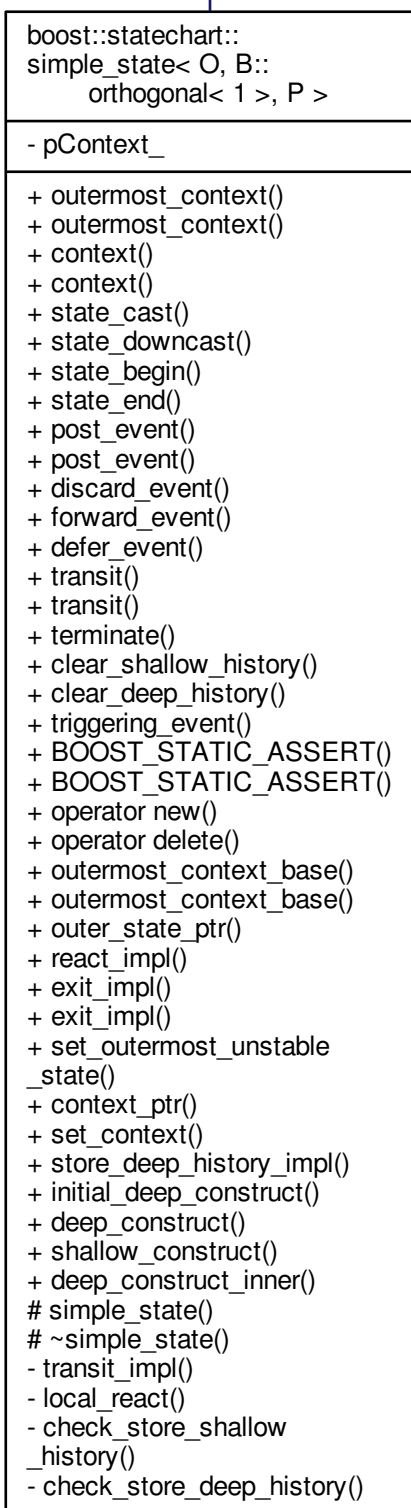 boost::statechart::
simple_state< O, B::
orthogonal< 1 >, P >
- pContext_
+ outermost_context()
+ outermost_context()
+ context()
+ context()
+ state_cast()
+ state_downcast()
+ state_begin()
+ state_end()
+ post_event()
+ post_event()
+ discard_event()
+ forward_event()
+ defer_event()
+ transit()
+ transit()
+ terminate()
+ clear_shallow_history()
+ clear_deep_history()
+ triggering_event()
+ BOOST_STATIC_ASSERT()
+ BOOST_STATIC_ASSERT()
+ operator new()
+ operator delete()
+ outermost_context_base()
+ outermost_context_base()
+ outer_state_ptr()
+ react_impl()
+ exit_impl()
+ exit_impl()
+ set_outermost_unstable
_state()
+ context_ptr()
+ set_context()
+ store_deep_history_impl()
+ initial_deep_construct()
+ deep_construct()
+ shallow_construct()
+ deep_construct_inner()
# simple_state()
# ~simple_state()
- transit_impl()
- local_react()
- check_store_shallow
_history()
- check_store_deep_history()